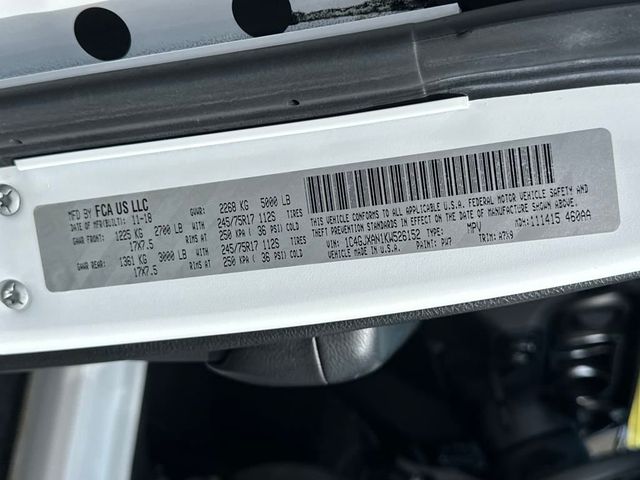 MFD BY FCA US LLC
DATE OF MFR(BUILT): 11-18 GVWR: 2268 KG 5000 LB
GAWR FRONT: 1225 KG 2700 LB WITH 245/75R17 112S TIRES
17X7.5 RIMS AT 250 KPA ( 36 PSI) COLD
GAWR REAR: 1361 KG 3000 LB WITH 245/75R17 112S TIRES
17X7.5 RIMS AT 250 KPA ( 36 PSI) COLD
THIS VEHICLE CONFORMS TO ALL APPLICABLE U.S.A. FEDERAL MOTOR VEHICLE SAFETY AND
THEFT PREVENTION STANDARDS IN EFFECT ON THE DATE OF MANUFACTURE SHOWN ABOVE.
VIN: 1C4GJXAN1KW526152 TYPE: MPV MDH: 111415 460AA
VEHICLE MADE IN U.S.A. PAINT: PW7 TRIM: A7X9